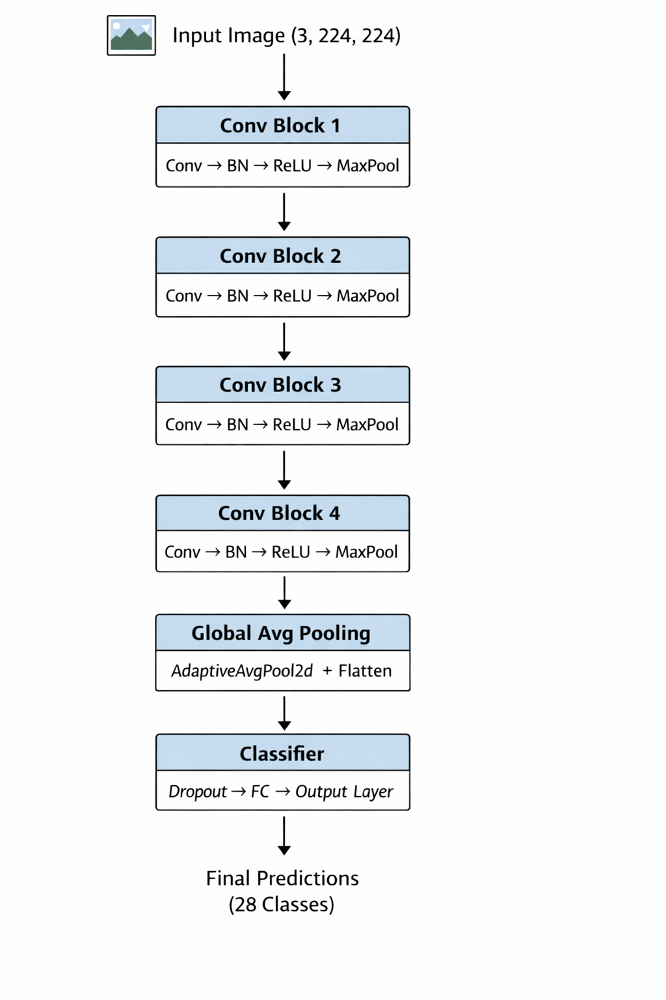 Input Image (3, 224, 224)
Conv Block 1
Conv → BN → ReLU → MaxPool
Conv Block 2
Conv → BN → ReLU → MaxPool
Conv Block 3
Conv → BN → ReLU → MaxPool
Conv Block 4
Conv → BN → ReLU → MaxPool
Global Avg Pooling
AdaptiveAvgPool2d + Flatten
Classifier
Dropout → FC → Output Layer
Final Predictions
(28 Classes)